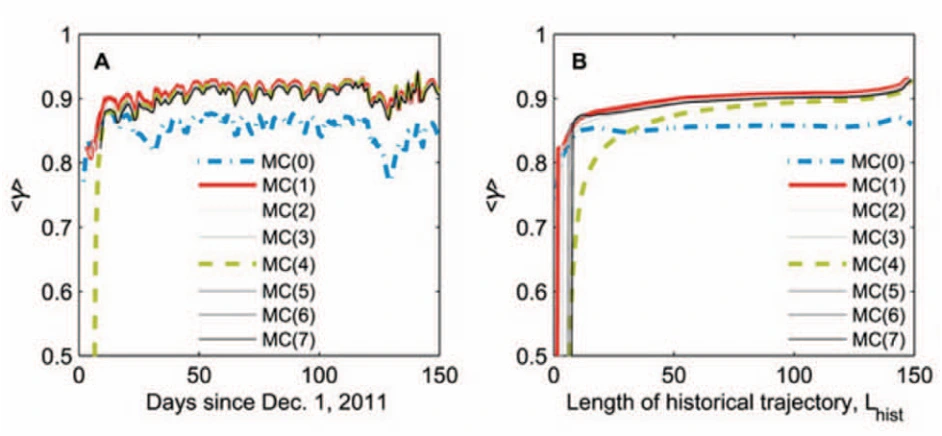 A
<γ>
1
0.9
0.8
0.7
0.6
0.5
MC(0)
MC(1)
MC(2)
MC(3)
MC(4)
MC(5)
MC(6)
MC(7)
0 50 100 150
Days since Dec. 1, 2011
B
<γ>
1
0.9
0.8
0.7
0.6
0.5
MC(0)
MC(1)
MC(2)
MC(3)
MC(4)
MC(5)
MC(6)
MC(7)
0 50 100 150
Length of historical trajectory, L_hist